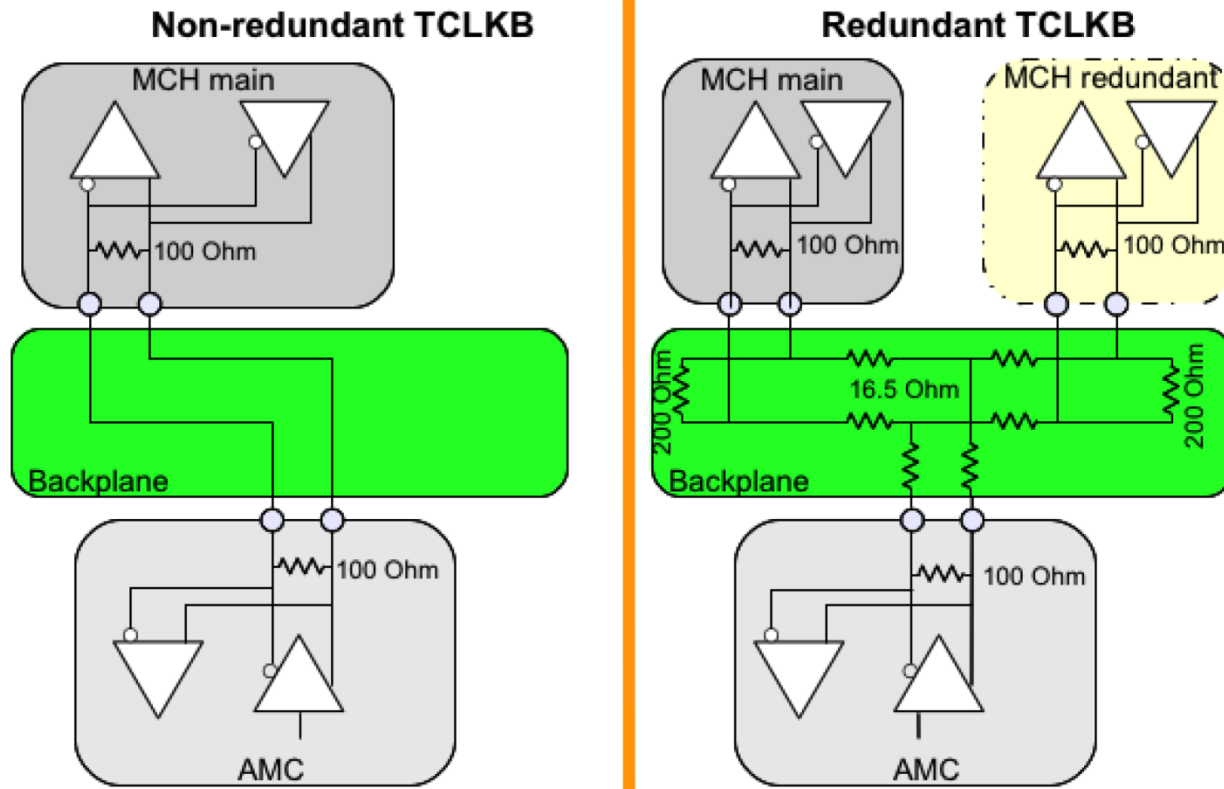 Non-redundant TCLKB
MCH main
100 Ohm
Backplane
100 Ohm
AMC
Redundant TCLKB
MCH main
MCH redundant
100 Ohm
100 Ohm
200 Ohm
16.5 Ohm
200 Ohm
Backplane
100 Ohm
AMC